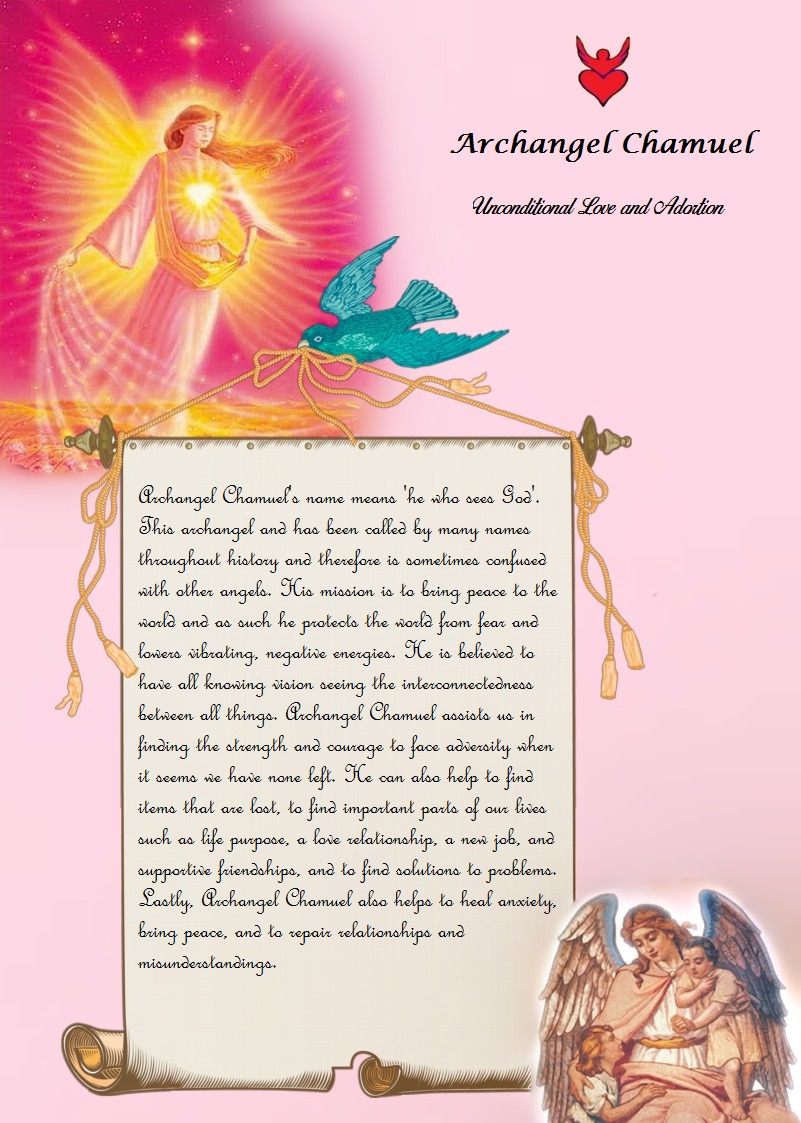 Archangel Chamuel
Unconditional Love and Adortion
Archangel Chamuel's name means 'he who sees God'.
This archangel and has been called by many names
throughout history and therefore is sometimes confused
with other angels. His mission is to bring peace to the
world and as such he protects the world from fear and
lowers vibrating, negative energies. He is believed to
have all knowing vision seeing the interconnectedness
between all things. Archangel Chamuel assists us in
finding the strength and courage to face adversity when
it seems we have none left. He can also help to find
items that are lost, to find important parts of our lives
such as life purpose, a love relationship, a new job, and
supportive friendships, and to find solutions to problems.
Lastly, Archangel Chamuel also helps to heal anxiety,
bring peace, and to repair relationships and
misunderstandings.